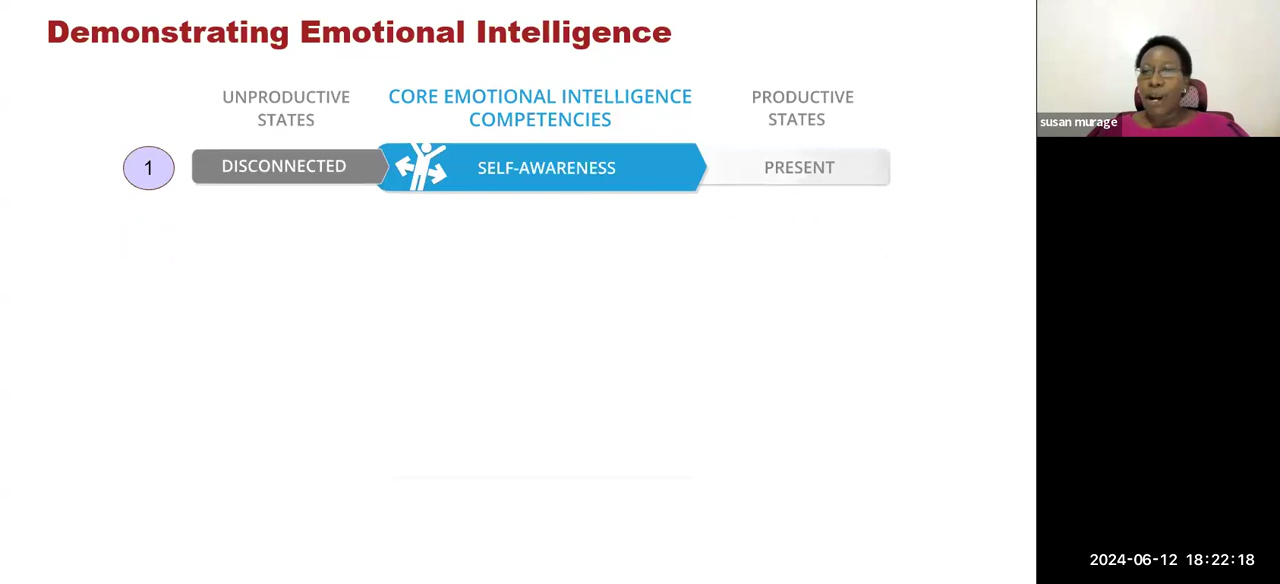 Demonstrating Emotional Intelligence
UNPRODUCTIVE
STATES
CORE EMOTIONAL INTELLIGENCE
COMPETENCIES
PRODUCTIVE
STATES
1
DISCONNECTED
SELF-AWARENESS
PRESENT
susan murage
2024-06-12 18:22:18